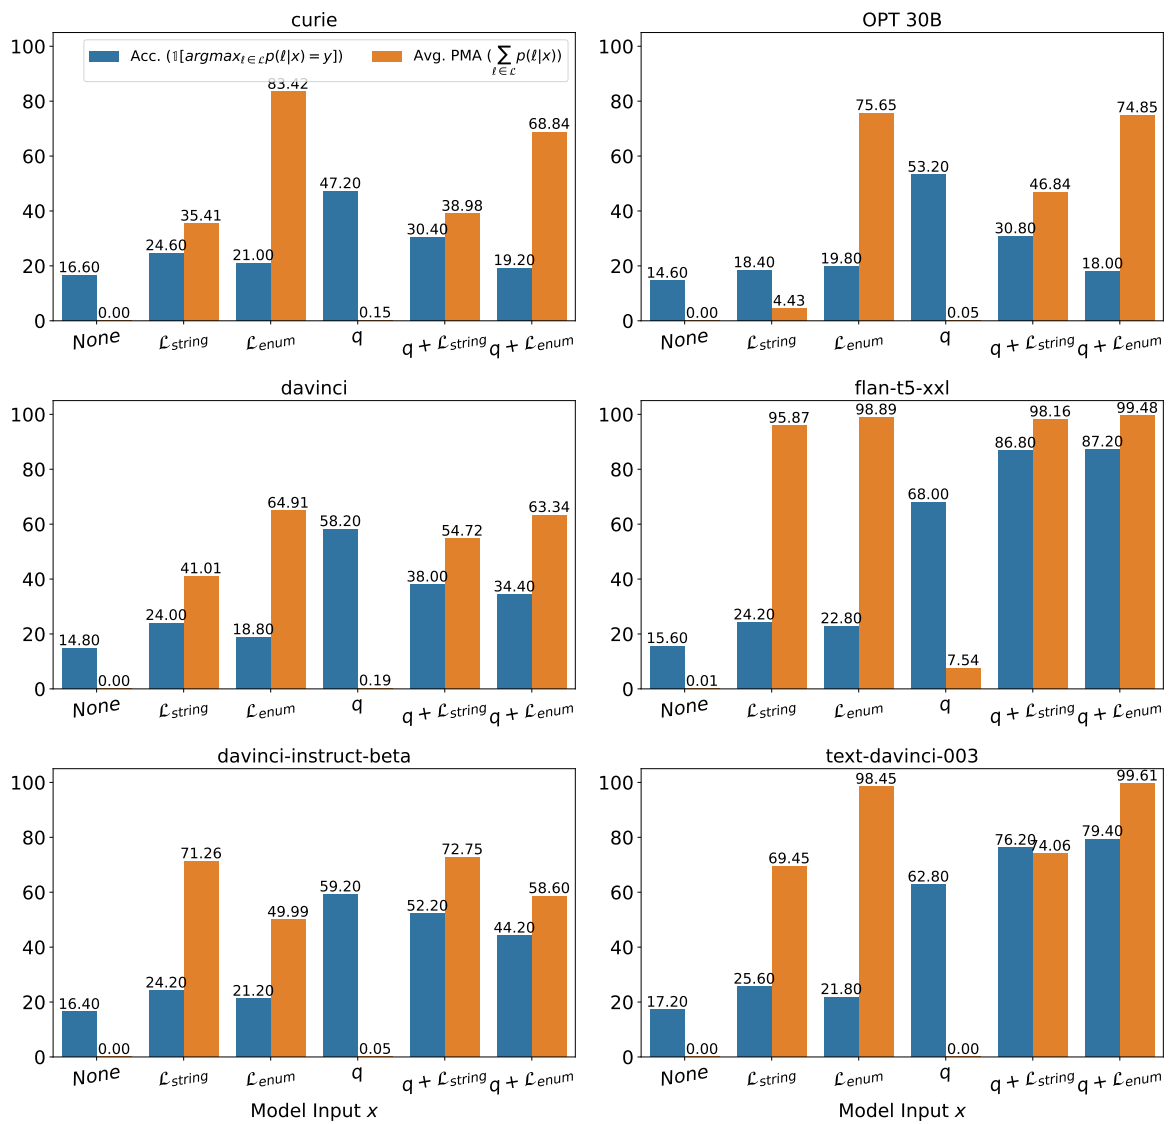 curie
Acc. (𝟙[argmax_{ℓ∈ℒ}p(ℓ|x) = y])
Avg. PMA (∑_{ℓ∈ℒ} p(ℓ|x))
100
80
60
40
20
0
16.60 0.00 24.60 35.41 21.00 83.42 47.20 0.15 30.40 38.98 19.20 68.84
None ℒ_string ℒ_enum q q + ℒ_string q + ℒ_enum
OPT 30B
100
80
60
40
20
0
14.60 0.00 18.40 4.43 19.80 75.65 53.20 0.05 30.80 46.84 18.00 74.85
None ℒ_string ℒ_enum q q + ℒ_string q + ℒ_enum
davinci
100
80
60
40
20
0
14.80 0.00 24.00 41.01 18.80 64.91 58.20 0.19 38.00 54.72 34.40 63.34
None ℒ_string ℒ_enum q q + ℒ_string q + ℒ_enum
flan-t5-xxl
100
80
60
40
20
0
15.60 0.01 24.20 95.87 22.80 98.89 68.00 7.54 86.80 98.16 87.20 99.48
None ℒ_string ℒ_enum q q + ℒ_string q + ℒ_enum
davinci-instruct-beta
100
80
60
40
20
0
16.40 0.00 24.20 71.26 21.20 49.99 59.20 0.05 52.20 72.75 44.20 58.60
None ℒ_string ℒ_enum q q + ℒ_string q + ℒ_enum
Model Input x
text-davinci-003
100
80
60
40
20
0
17.20 0.00 25.60 69.45 21.80 98.45 62.80 0.00 76.20 74.06 79.40 99.61
None ℒ_string ℒ_enum q q + ℒ_string q + ℒ_enum
Model Input x